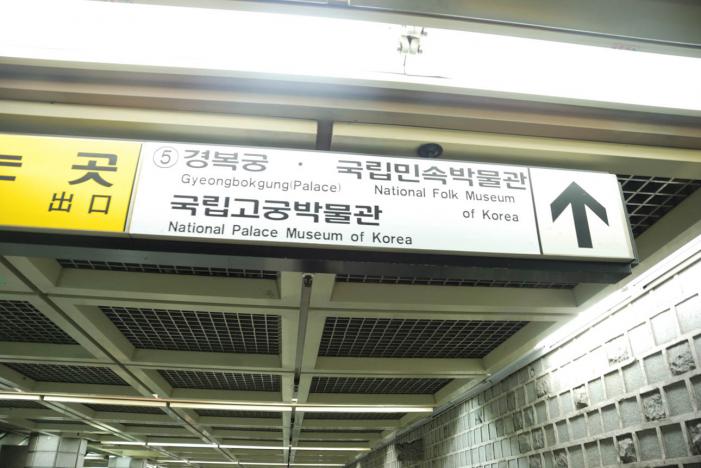 는 곳
出口
⑤ 경복궁 · 국립민속박물관
Gyeongbokgung(Palace) National Folk Museum
of Korea
국립고궁박물관
National Palace Museum of Korea